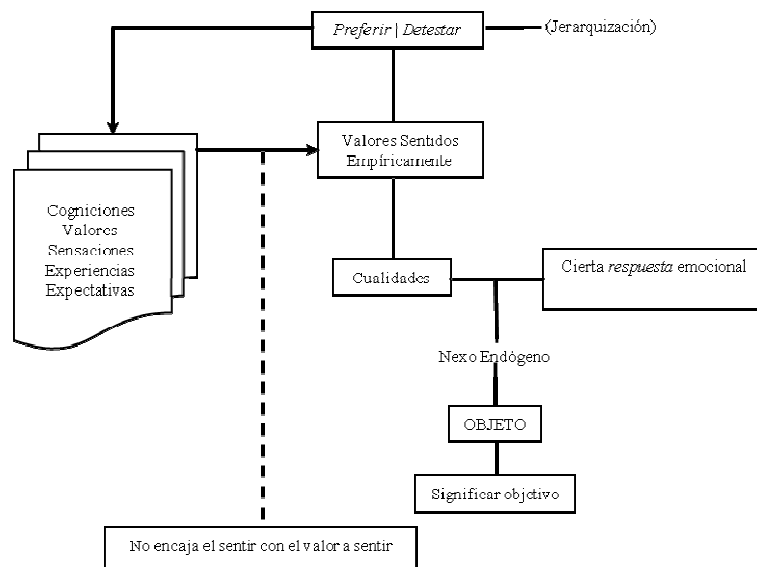 Preferir | Detestar
(Jerarquización)
Valores Sentidos
Empíricamente
Cogniciones
Valores
Sensaciones
Experiencias
Expectativas
Cualidades
Cierta respuesta emocional
Nexo Endógeno
OBJETO
Significar objetivo
No encaja el sentir con el valor a sentir